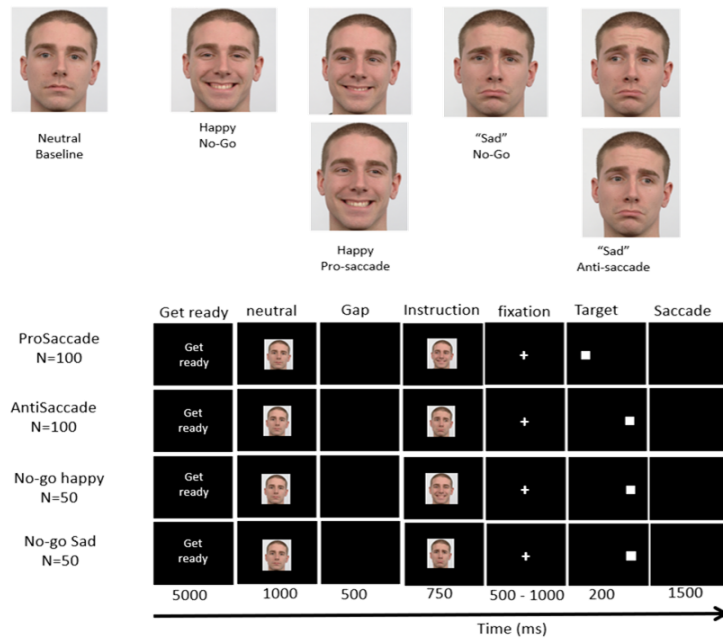 Neutral
Baseline
Happy
No-Go
"Sad"
No-Go
Happy
Pro-saccade
"Sad"
Anti-saccade
Get ready neutral Gap Instruction fixation Target Saccade
ProSaccade
N=100
Get
ready
+
AntiSaccade
N=100
Get
ready
+
No-go happy
N=50
Get
ready
+
No-go Sad
N=50
Get
ready
+
5000 1000 500 750 500 - 1000 200 1500
Time (ms)